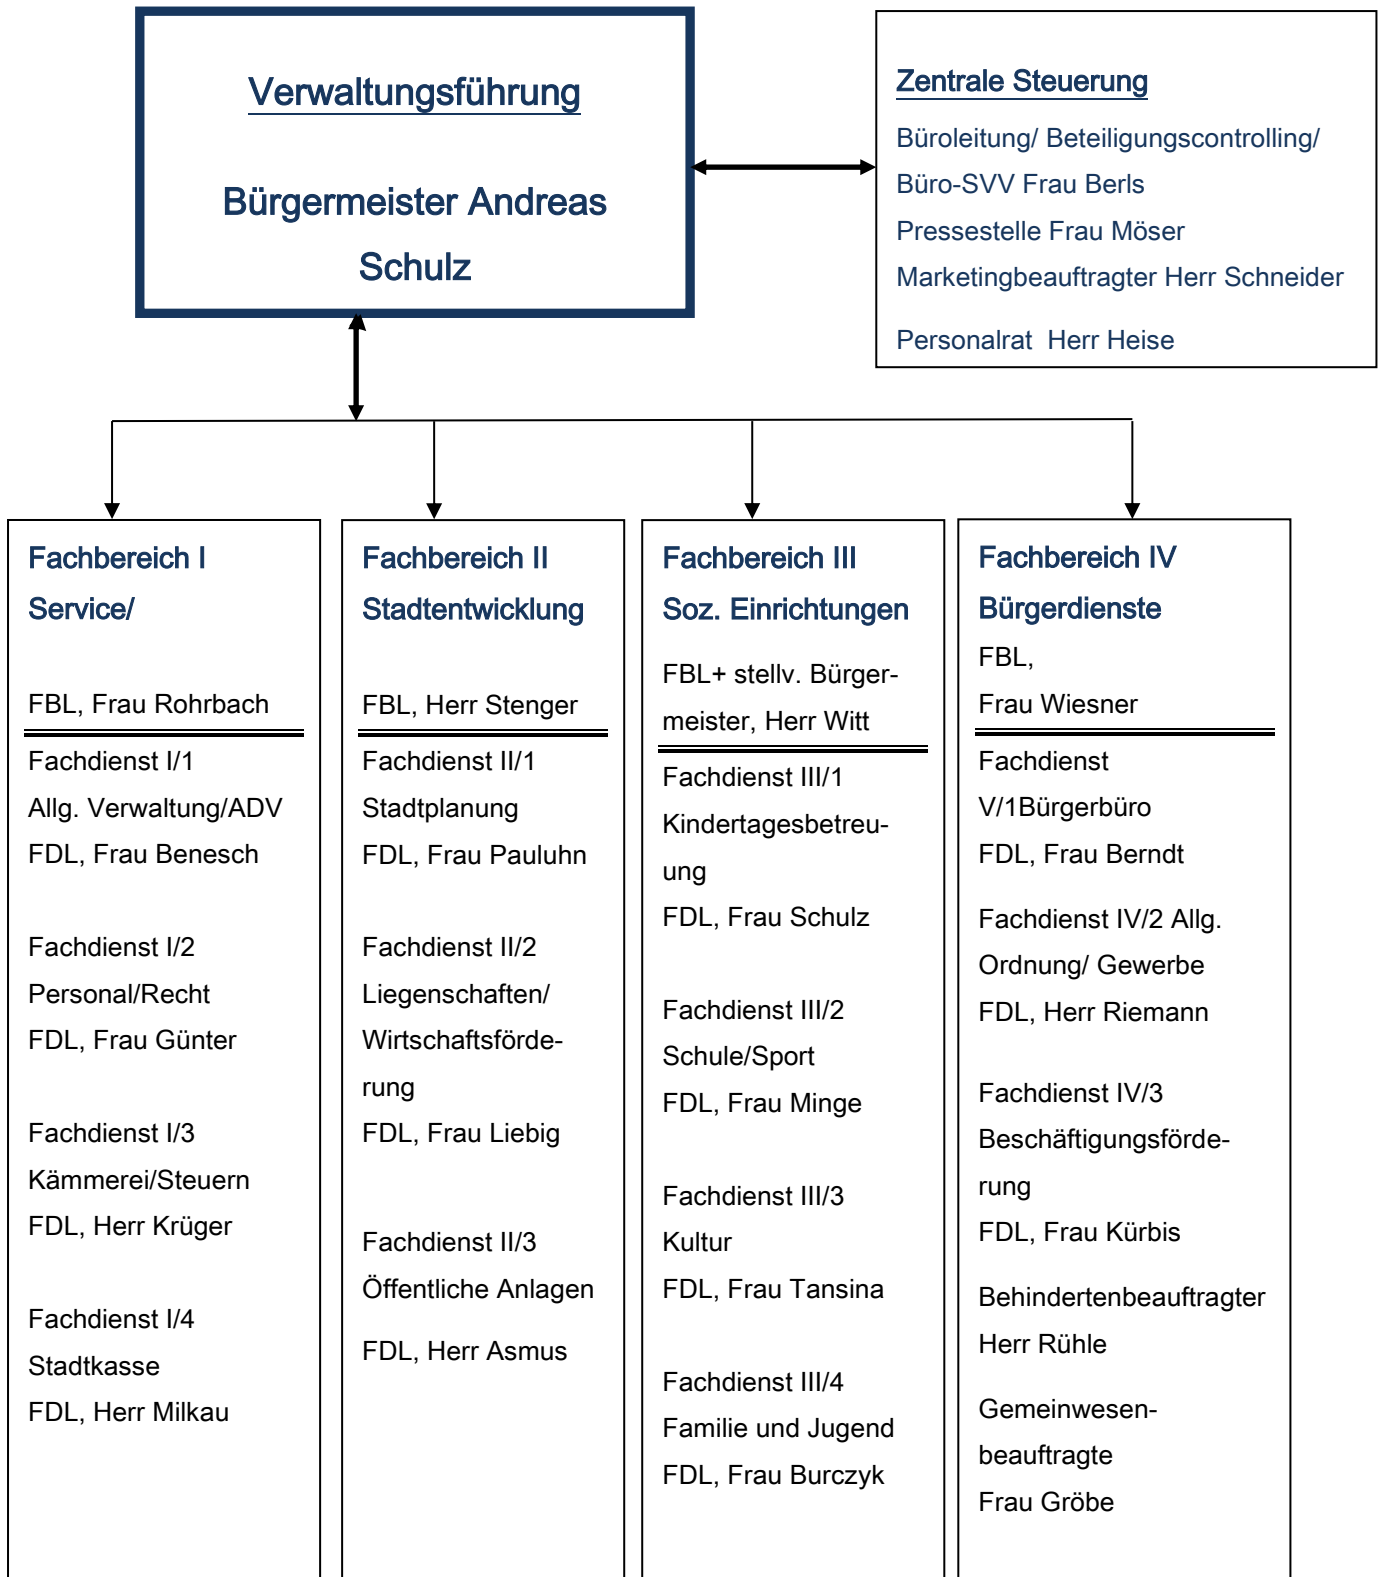 Verwaltungsführung
Bürgermeister Andreas
Schulz
Zentrale Steuerung
Büroleitung/ Beteiligungscontrolling/
Büro-SVV Frau Berls
Pressestelle Frau Möser
Marketingbeauftragter Herr Schneider
Personalrat  Herr Heise
Fachbereich I
Service/
FBL, Frau Rohrbach
Fachdienst I/1
Allg. Verwaltung/ADV
FDL, Frau Benesch
Fachdienst I/2
Personal/Recht
FDL, Frau Günter
Fachdienst I/3
Kämmerei/Steuern
FDL, Herr Krüger
Fachdienst I/4
Stadtkasse
FDL, Herr Milkau
Fachbereich II
Stadtentwicklung
FBL, Herr Stenger
Fachdienst II/1
Stadtplanung
FDL, Frau Pauluhn
Fachdienst II/2
Liegenschaften/
Wirtschaftsförde-
rung
FDL, Frau Liebig
Fachdienst II/3
Öffentliche Anlagen
FDL, Herr Asmus
Fachbereich III
Soz. Einrichtungen
FBL+ stellv. Bürger-
meister, Herr Witt
Fachdienst III/1
Kindertagesbetreu-
ung
FDL, Frau Schulz
Fachdienst III/2
Schule/Sport
FDL, Frau Minge
Fachdienst III/3
Kultur
FDL, Frau Tansina
Fachdienst III/4
Familie und Jugend
FDL, Frau Burczyk
Fachbereich IV
Bürgerdienste
FBL,
Frau Wiesner
Fachdienst
V/1Bürgerbüro
FDL, Frau Berndt
Fachdienst IV/2 Allg.
Ordnung/ Gewerbe
FDL, Herr Riemann
Fachdienst IV/3
Beschäftigungsförde-
rung
FDL, Frau Kürbis
Behindertenbeauftragter
Herr Rühle
Gemeinwesen-
beauftragte
Frau Gröbe